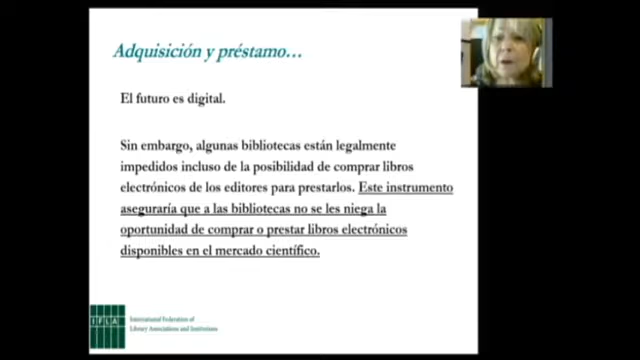 Adquisición y préstamo...
El futuro es digital.
Sin embargo, algunas bibliotecas están legalmente
impedidos incluso de la posibilidad de comprar libros
electrónicos de los editores para prestarlos. Este instrumento
aseguraría que a las bibliotecas no se les niega la
oportunidad de comprar o prestar libros electrónicos
disponibles en el mercado científico.
IFLA
International Federation of
Library Associations and Institutions